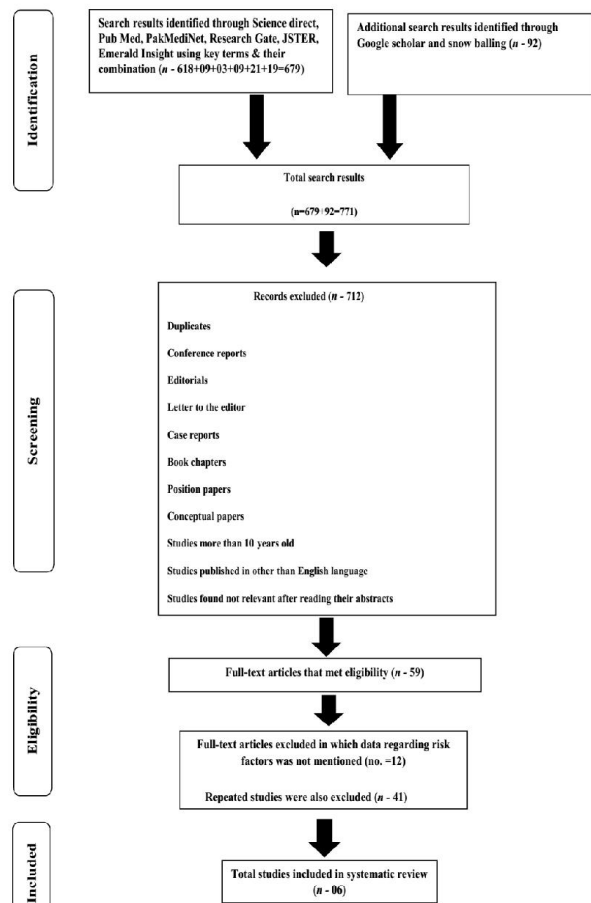 Identification
Search results identified through Science direct,
Pub Med, PakMediNet, Research Gate, JSTER,
Emerald Insight using key terms & their
combination (n - 618+09+03+09+21+19=679)
Additional search results identified through
Google scholar and snow balling (n - 92)
Total search results
(n=679+92=771)
Screening
Records excluded (n - 712)
Duplicates
Conference reports
Editorials
Letter to the editor
Case reports
Book chapters
Position papers
Conceptual papers
Studies more than 10 years old
Studies published in other than English language
Studies found not relevant after reading their abstracts
Eligibility
Full-text articles that met eligibility (n - 59)
Full-text articles excluded in which data regarding risk
factors was not mentioned (no. =12)
Repeated studies were also excluded (n - 41)
Included
Total studies included in systematic review
(n - 06)